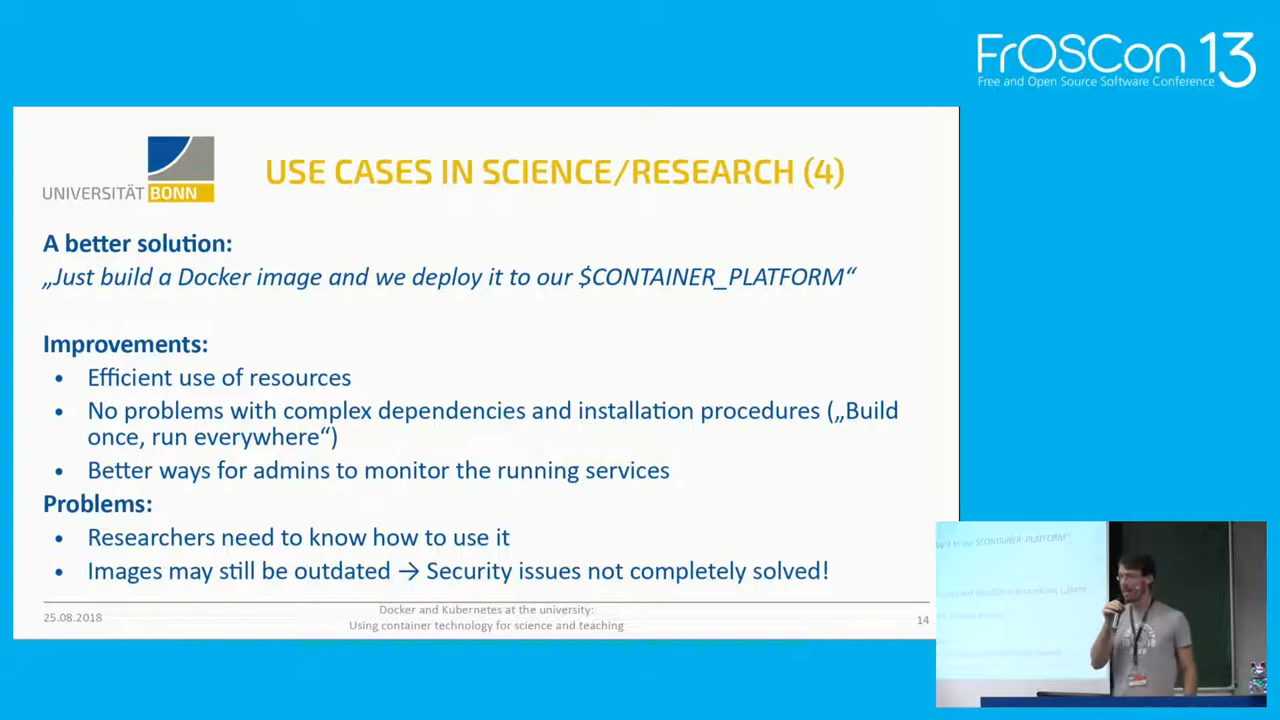 FrOSCon 13
Free and Open Source Software Conference
UNIVERSITÄT BONN
USE CASES IN SCIENCE/RESEARCH (4)
A better solution:
„Just build a Docker image and we deploy it to our $CONTAINER_PLATFORM“
Improvements:
• Efficient use of resources
• No problems with complex dependencies and installation procedures („Build
once, run everywhere“)
• Better ways for admins to monitor the running services
Problems:
• Researchers need to know how to use it
• Images may still be outdated → Security issues not completely solved!
25.08.2018
Docker and Kubernetes at the university:
Using container technology for science and teaching
14